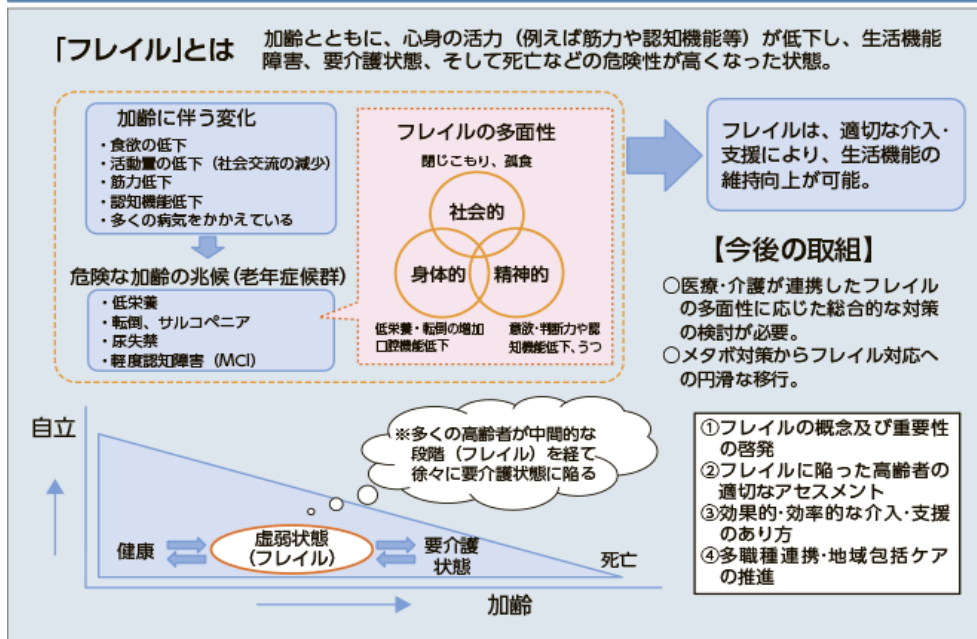 「フレイル」とは
加齢とともに、心身の活力（例えば筋力や認知機能等）が低下し、生活機能
障害、要介護状態、そして死亡などの危険性が高くなった状態。
加齢に伴う変化
・食欲の低下
・活動量の低下（社会交流の減少）
・筋力低下
・認知機能低下
・多くの病気をかかえている
危険な加齢の兆候（老年症候群）
・低栄養
・転倒、サルコペニア
・尿失禁
・軽度認知障害（MCI）
フレイルの多面性
閉じこもり、孤食
社会的
身体的
精神的
低栄養・転倒の増加
口腔機能低下
意欲・判断力や認
知機能低下、うつ
フレイルは、適切な介入・
支援により、生活機能の
維持向上が可能。
【今後の取組】
○医療・介護が連携したフレイル
の多面性に応じた総合的な対策
の検討が必要。
○メタボ対策からフレイル対応へ
の円滑な移行。
①フレイルの概念及び重要性
の啓発
②フレイルに陥った高齢者の
適切なアセスメント
③効果的・効率的な介入・支援
のあり方
④多職種連携・地域包括ケア
の推進
自立
※多くの高齢者が中間的な
段階（フレイル）を経て
徐々に要介護状態に陥る
健康
虚弱状態
（フレイル）
要介護
状態
死亡
加齢